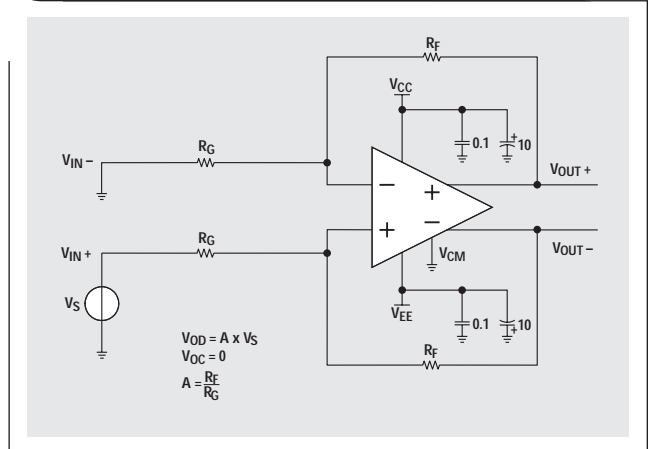 RF
VCC
0.1
+
10
RG
VIN –
VOUT +
–
+
+
–
VIN +
RG
VCM
VOUT –
VS
VEE
0.1
+
10
RF
VOD = A x VS
VOC = 0
A = RF
RG